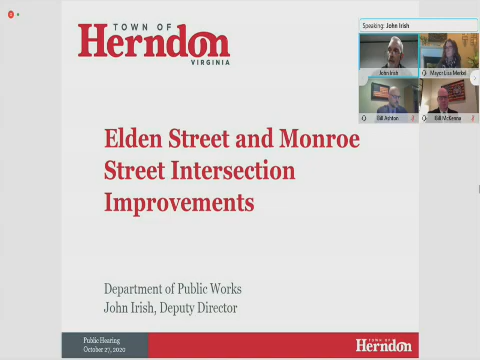 TOWN OF
Herndon
VIRGINIA
Speaking: John Irish
John Irish
Mayor Lisa Merkel
Bill Ashton
Bill McKenna
Elden Street and Monroe
Street Intersection
Improvements
Department of Public Works
John Irish, Deputy Director
Public Hearing
October 27, 2020
TOWN OF
Herndon